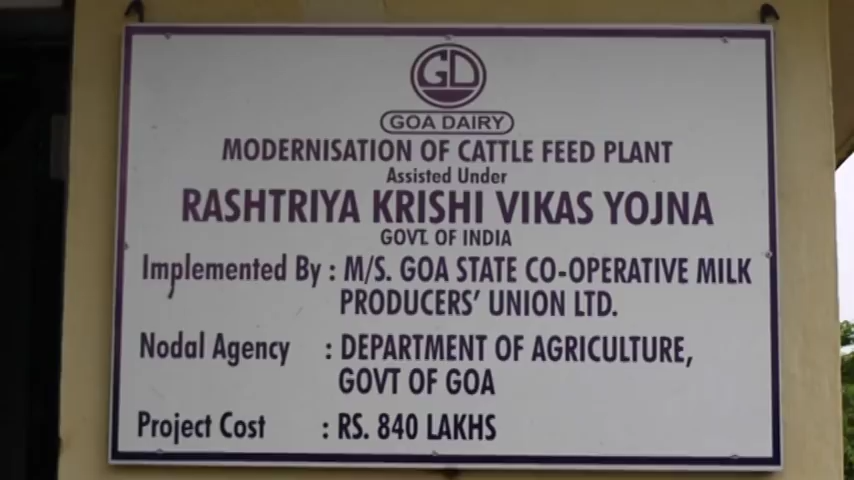 GD
GOA DAIRY
MODERNISATION OF CATTLE FEED PLANT
Assisted Under
RASHTRIYA KRISHI VIKAS YOJNA
GOVT. OF INDIA
Implemented By : M/S. GOA STATE CO-OPERATIVE MILK
PRODUCERS' UNION LTD.
Nodal Agency : DEPARTMENT OF AGRICULTURE,
GOVT OF GOA
Project Cost : RS. 840 LAKHS